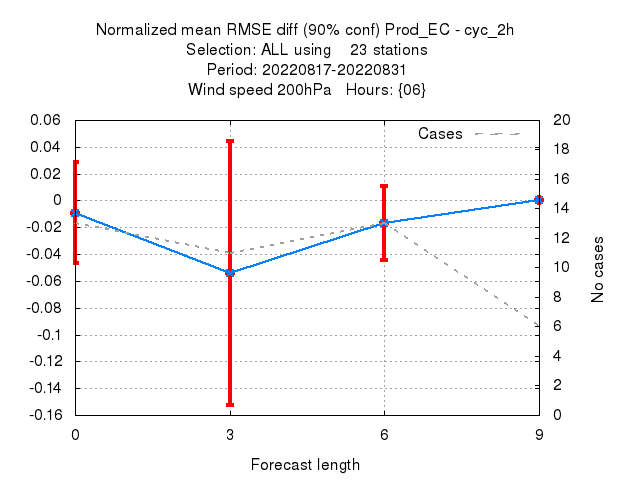 Normalized mean RMSE diff (90% conf) Prod_EC - cyc_2h
Selection: ALL using    23 stations
Period: 20220817-20220831
Wind speed 200hPa   Hours: {06}
Cases
0.06
0.04
0.02
0
-0.02
-0.04
-0.06
-0.08
-0.1
-0.12
-0.14
-0.16
20
18
16
14
12
10
8
6
4
2
0
No cases
0 3 6 9
Forecast length